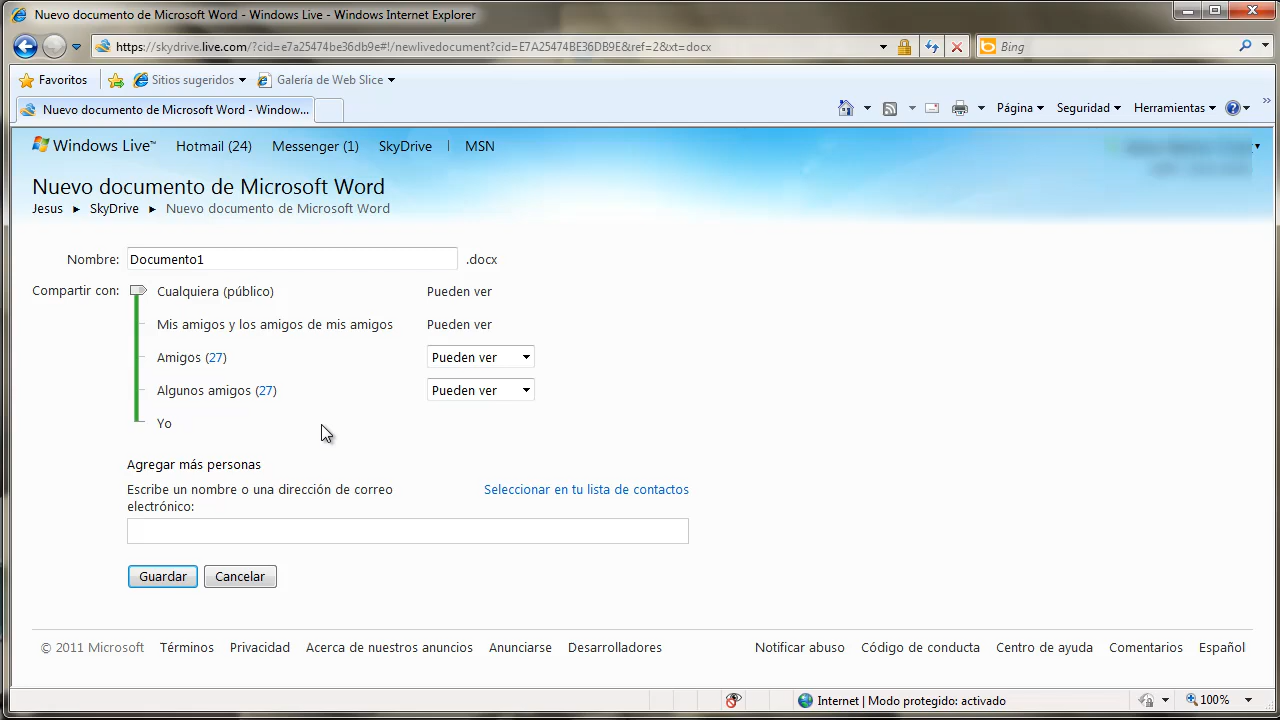 Nuevo documento de Microsoft Word - Windows Live - Windows Internet Explorer
https://skydrive.live.com/?cid=e7a25474be36db9e#!/newlivedocument?cid=E7A25474BE36DB9E&ref=2&xt=docx
Bing
Favoritos Sitios sugeridos Galería de Web Slice
Nuevo documento de Microsoft Word - Window...
Página Seguridad Herramientas
Windows Live™ Hotmail (24) Messenger (1) SkyDrive MSN
Nuevo documento de Microsoft Word
Jesus ► SkyDrive ► Nuevo documento de Microsoft Word
Nombre: Documento1 .docx
Compartir con: Cualquiera (público) Pueden ver
Mis amigos y los amigos de mis amigos Pueden ver
Amigos (27) Pueden ver
Algunos amigos (27) Pueden ver
Yo
Agregar más personas
Escribe un nombre o una dirección de correo Seleccionar en tu lista de contactos
electrónico:
Guardar Cancelar
© 2011 Microsoft Términos Privacidad Acerca de nuestros anuncios Anunciarse Desarrolladores Notificar abuso Código de conducta Centro de ayuda Comentarios Español
Internet | Modo protegido: activado 100%